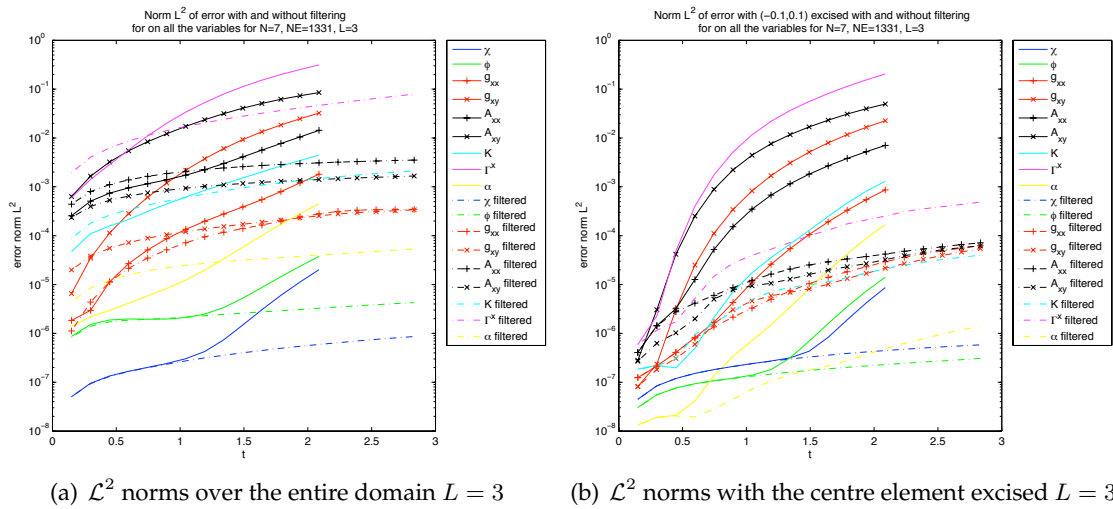 Norm L² of error with and without filtering
for on all the variables for N=7, NE=1331, L=3
error norm L²
10⁰
10⁻¹
10⁻²
10⁻³
10⁻⁴
10⁻⁵
10⁻⁶
10⁻⁷
10⁻⁸
0
0.5
1
1.5
2
2.5
3
t
χ
ϕ
g_xx
g_xy
A_xx
A_xy
K
Γ^x
α
χ filtered
ϕ filtered
g_xx filtered
g_xy filtered
A_xx filtered
A_xy filtered
K filtered
Γ^x filtered
α filtered
(a) ℒ² norms over the entire domain L = 3
Norm L² of error with (−0.1,0.1) excised with and without filtering
for on all the variables for N=7, NE=1331, L=3
error norm L²
10⁰
10⁻¹
10⁻²
10⁻³
10⁻⁴
10⁻⁵
10⁻⁶
10⁻⁷
10⁻⁸
0
0.5
1
1.5
2
2.5
3
t
χ
ϕ
g_xx
g_xy
A_xx
A_xy
K
Γ^x
α
χ filtered
ϕ filtered
g_xx filtered
g_xy filtered
A_xx filtered
A_xy filtered
K filtered
Γ^x filtered
α filtered
(b) ℒ² norms with the centre element excised L = 3